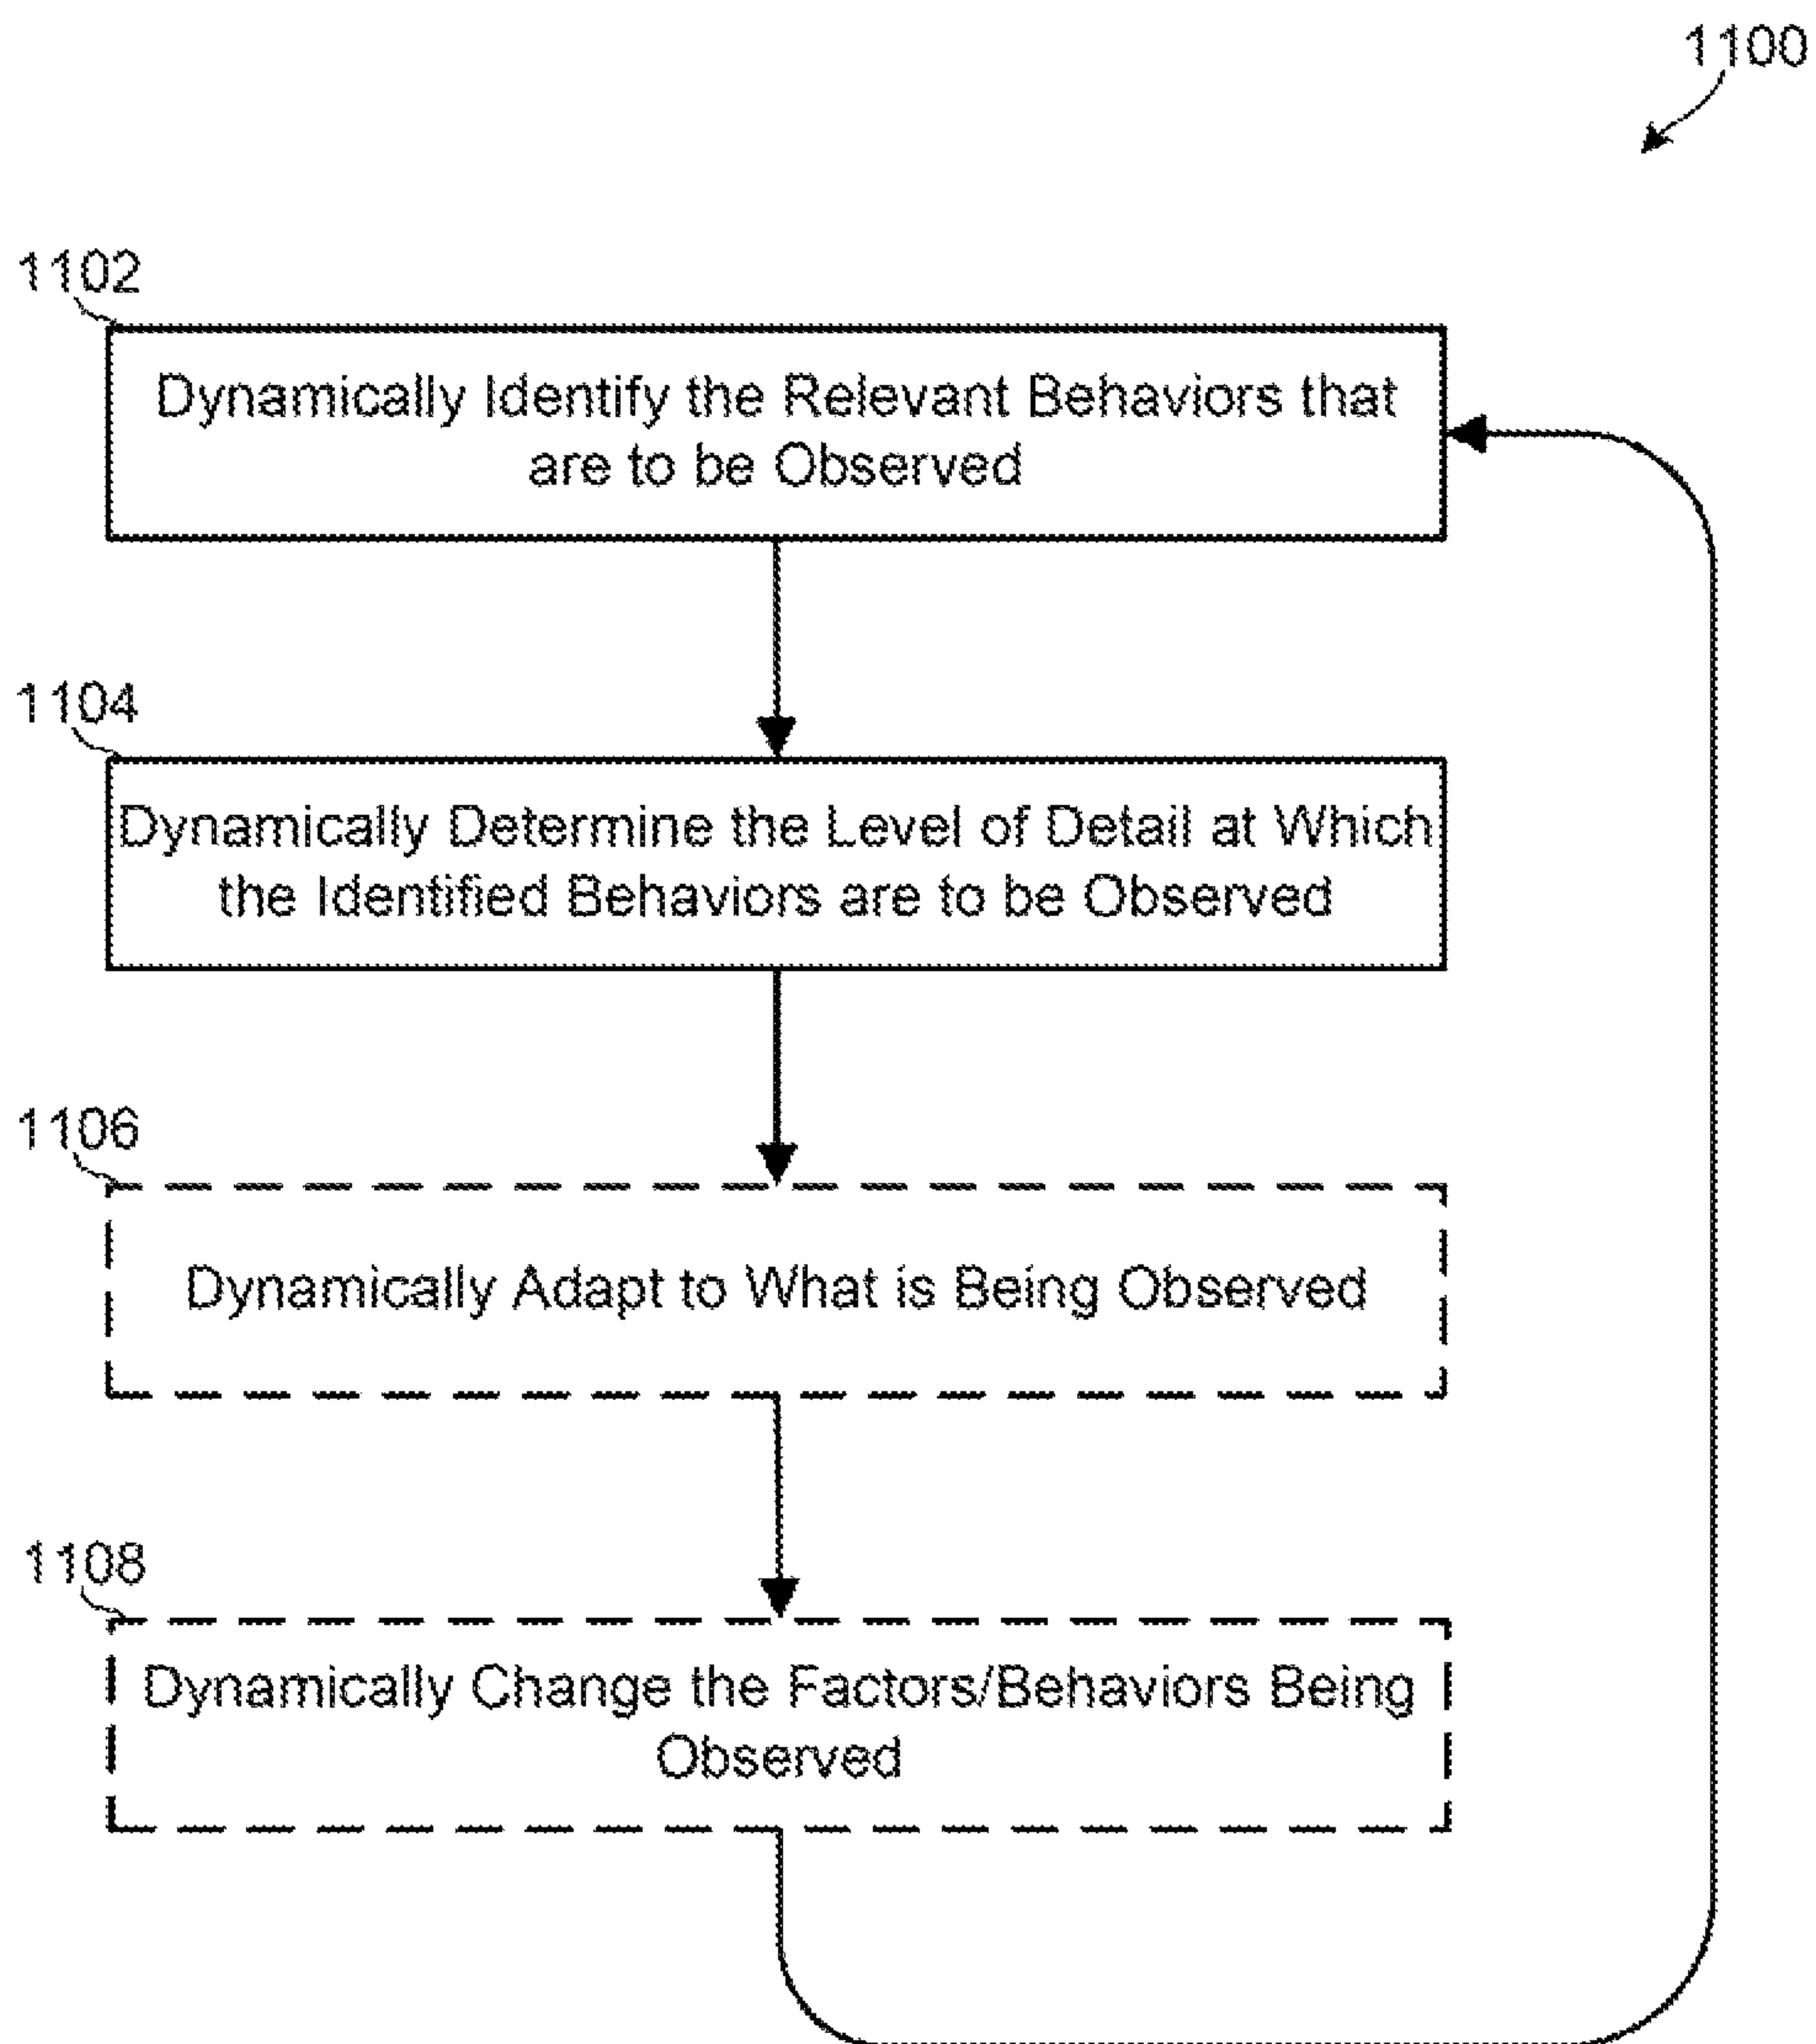 1100
1102
Dynamically Identify the Relevant Behaviors that
are to be Observed
1104
Dynamically Determine the Level of Detail at Which
the Identified Behaviors are to be Observed
1106
Dynamically Adapt to What is Being Observed
1108
Dynamically Change the Factors/Behaviors Being
Observed